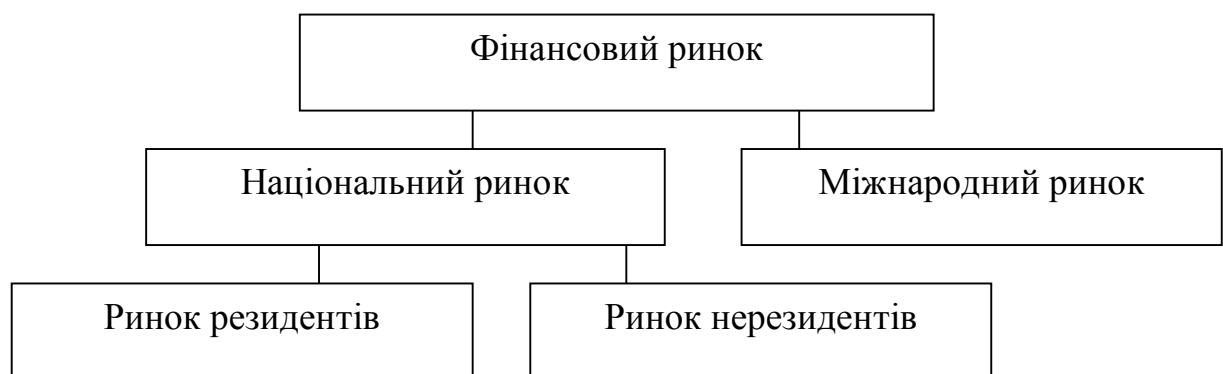 Фінансовий ринок
Національний ринок
Міжнародний ринок
Ринок резидентів
Ринок нерезидентів